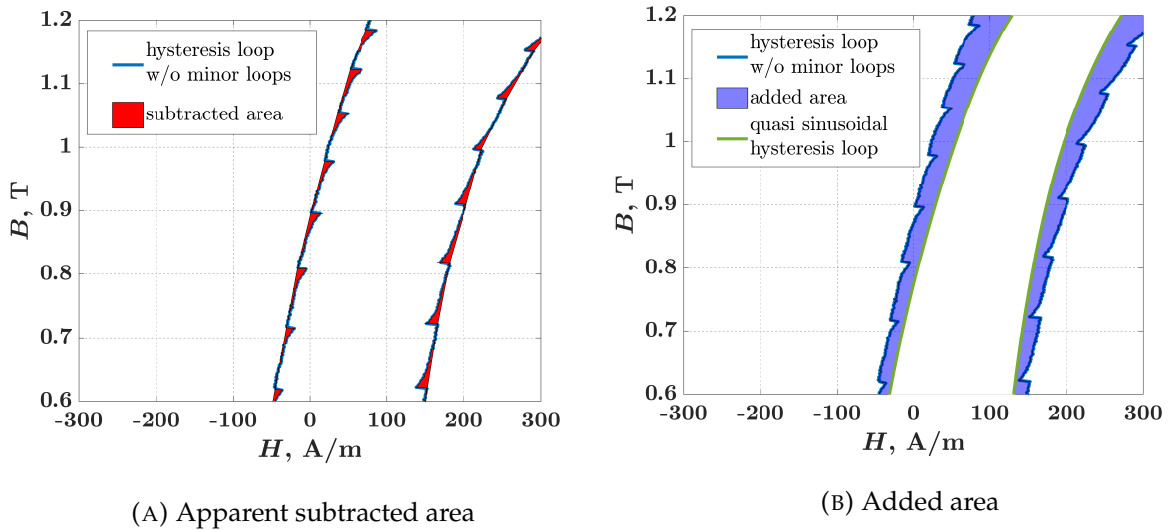 1.2
1.1
1
0.9
0.8
0.7
0.6
B, T
hysteresis loop
w/o minor loops
subtracted area
-300 -200 -100 0 100 200 300
H, A/m
(A) Apparent subtracted area
1.2
1.1
1
0.9
0.8
0.7
0.6
B, T
hysteresis loop
w/o minor loops
added area
quasi sinusoidal
hysteresis loop
-300 -200 -100 0 100 200 300
H, A/m
(B) Added area